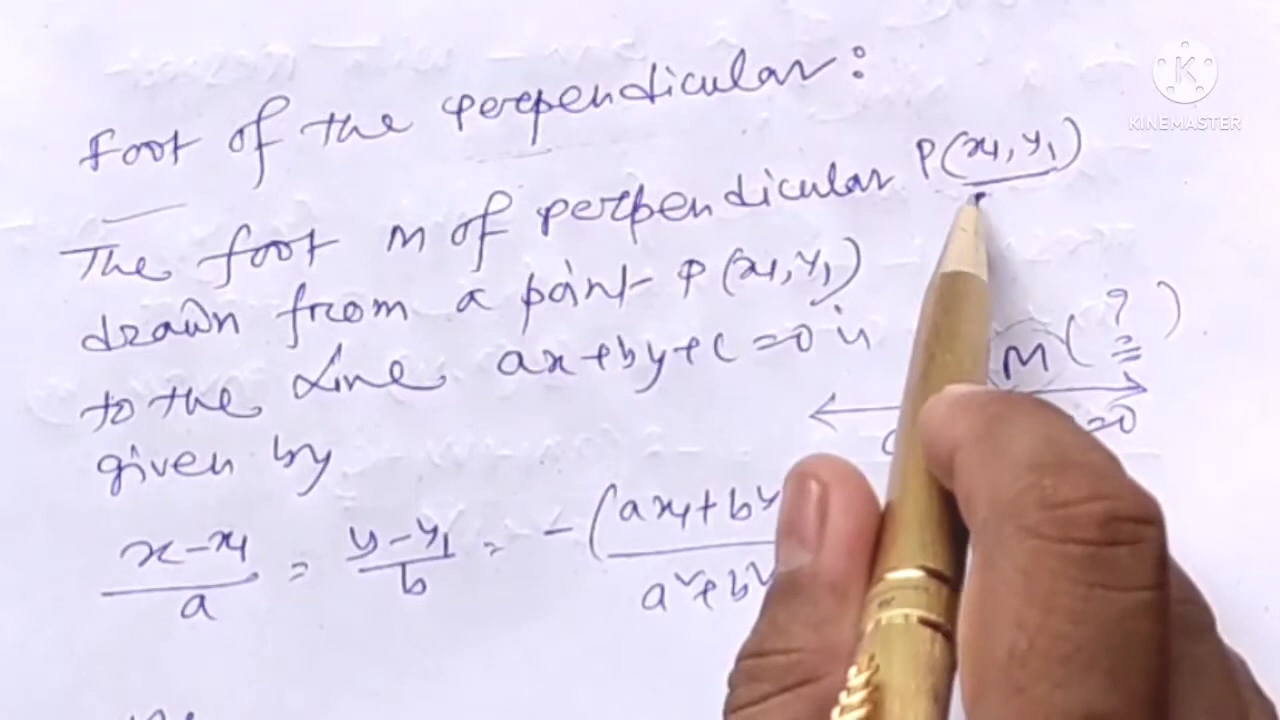 Foot of the perpendicular:
The foot M of perpendicular
drawn from a point P(x₁,y₁)
to the line ax+by+c=0 is
given by
x-x₁/a = y-y₁/b = -(ax₁+by
a²+b²
P(x₁,y₁)
M(?)
=0
K
KINEMASTER